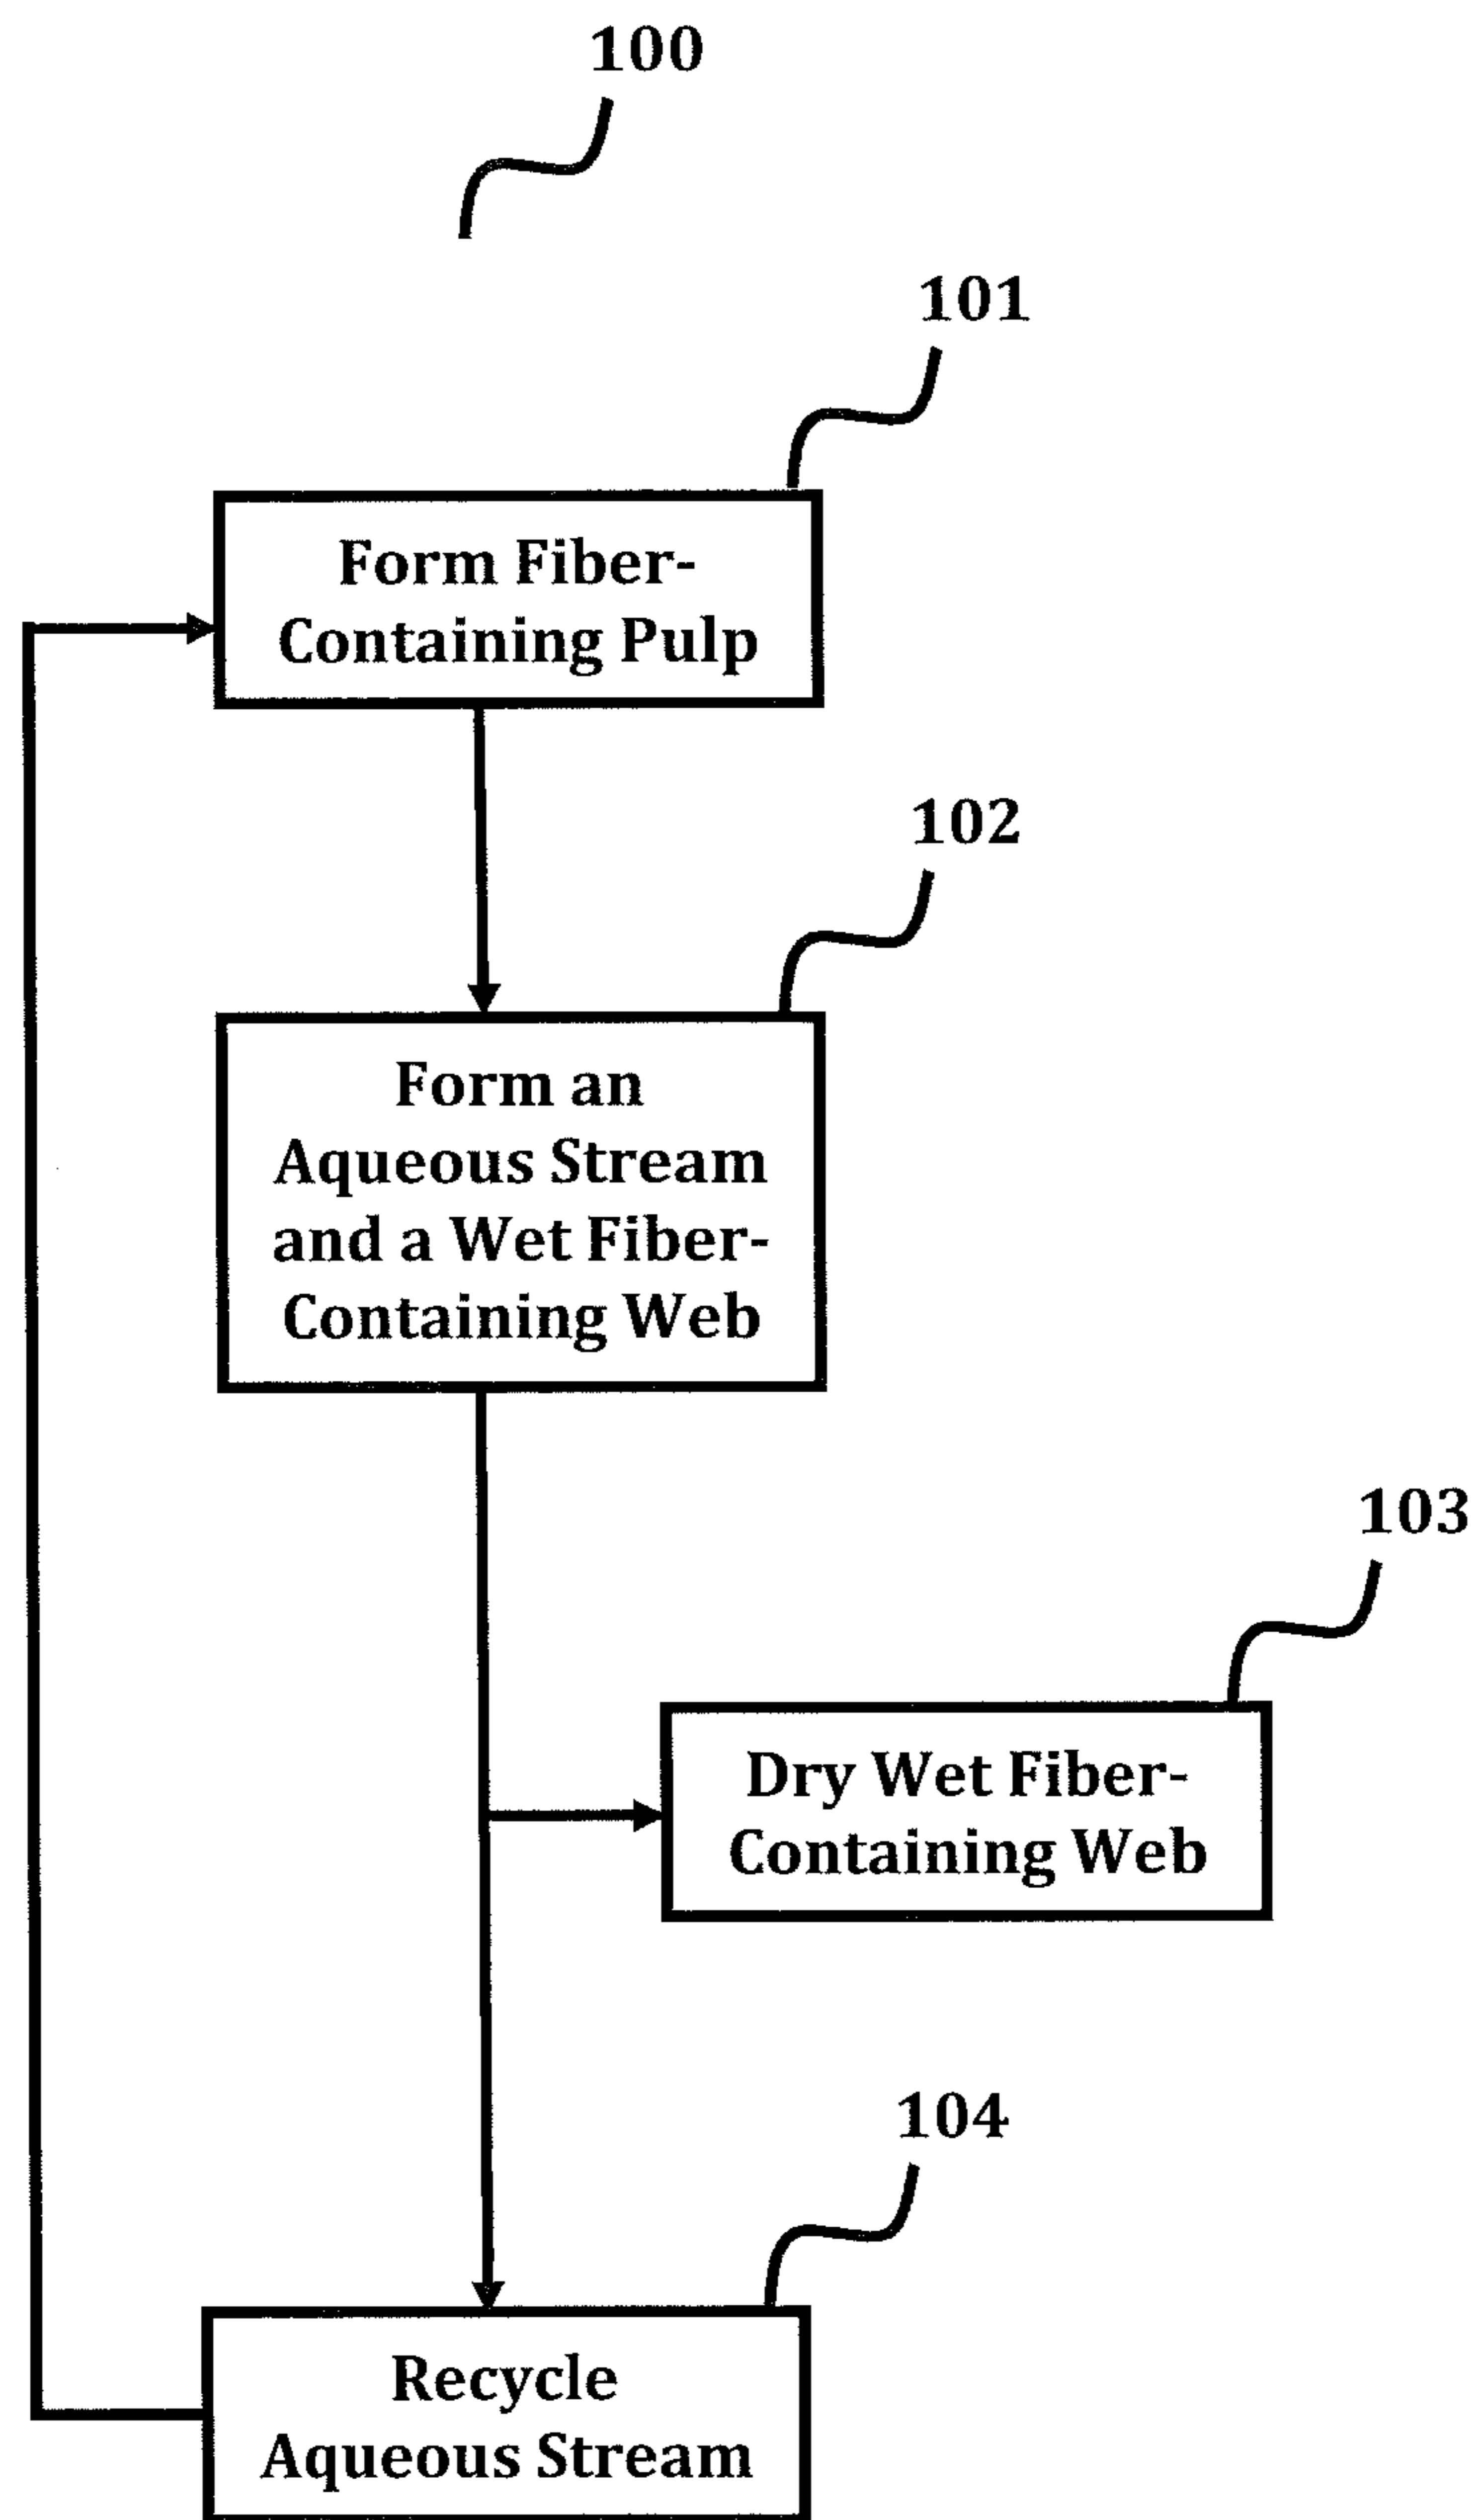 100
101
Form Fiber-
Containing Pulp
102
Form an
Aqueous Stream
and a Wet Fiber-
Containing Web
103
Dry Wet Fiber-
Containing Web
104
Recycle
Aqueous Stream